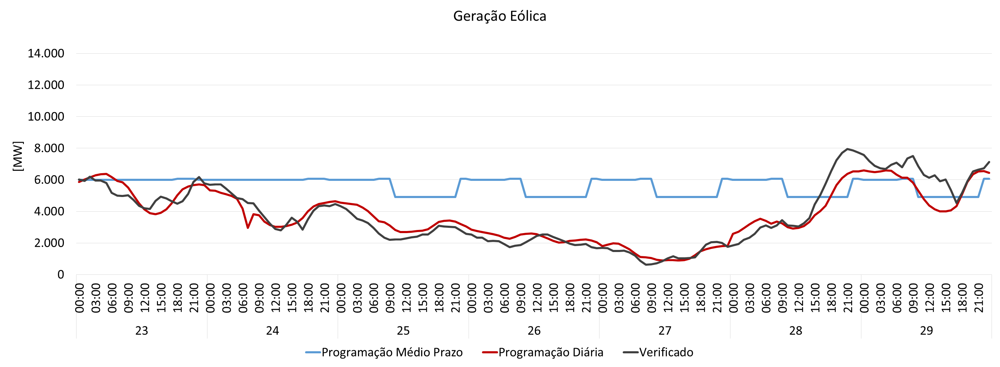 Geração Eólica
14.000
12.000
10.000
8.000
6.000
4.000
2.000
0
[MW]
00:00 03:00 06:00 09:00 12:00 15:00 18:00 21:00 00:00 03:00 06:00 09:00 12:00 15:00 18:00 21:00 00:00 03:00 06:00 09:00 12:00 15:00 18:00 21:00 00:00 03:00 06:00 09:00 12:00 15:00 18:00 21:00 00:00 03:00 06:00 09:00 12:00 15:00 18:00 21:00 00:00 03:00 06:00 09:00 12:00 15:00 18:00 21:00 00:00 03:00 06:00 09:00 12:00 15:00 18:00 21:00
23 24 25 26 27 28 29
Programação Médio Prazo Programação Diária Verificado